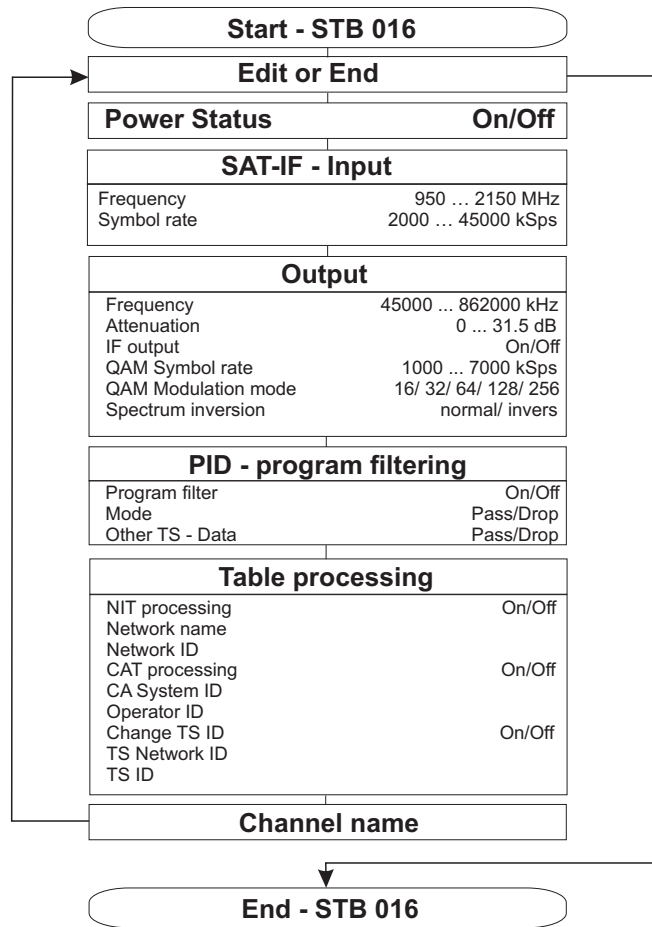 Start - STB 016
Edit or End
Power Status On/Off
SAT-IF - Input
Frequency 950 ... 2150 MHz
Symbol rate 2000 ... 45000 kSps
Output
Frequency 45000 ... 862000 kHz
Attenuation 0 ... 31.5 dB
IF output On/Off
QAM Symbol rate 1000 ... 7000 kSps
QAM Modulation mode 16/ 32/ 64/ 128/ 256
Spectrum inversion normal/ invers
PID - program filtering
Program filter On/Off
Mode Pass/Drop
Other TS - Data Pass/Drop
Table processing
NIT processing On/Off
Network name
Network ID
CAT processing On/Off
CA System ID
Operator ID
Change TS ID On/Off
TS Network ID
TS ID
Channel name
End - STB 016